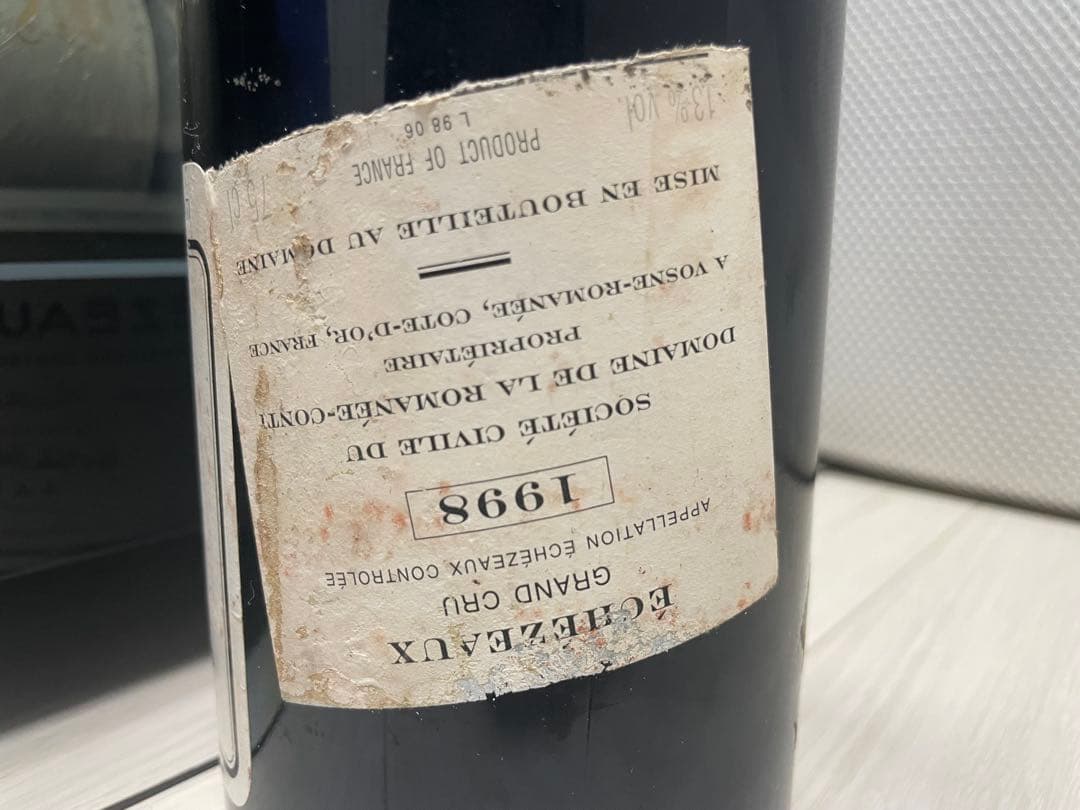 ÉCHÉZEAUX
GRAND CRU
APPELLATION ÉCHÉZEAUX CONTROLÉE
1998
SOCIÉTÉ CIVILE DU
DOMAINE DE LA ROMANÉE-CONTI
PROPRIÉTAIRE
A VOSNE-ROMANÉE, COTE-D'OR, FRANCE
MISE EN BOUTEILLE AU DOMAINE
13% Vol PRODUCT OF FRANCE 75 cl
L 98 06